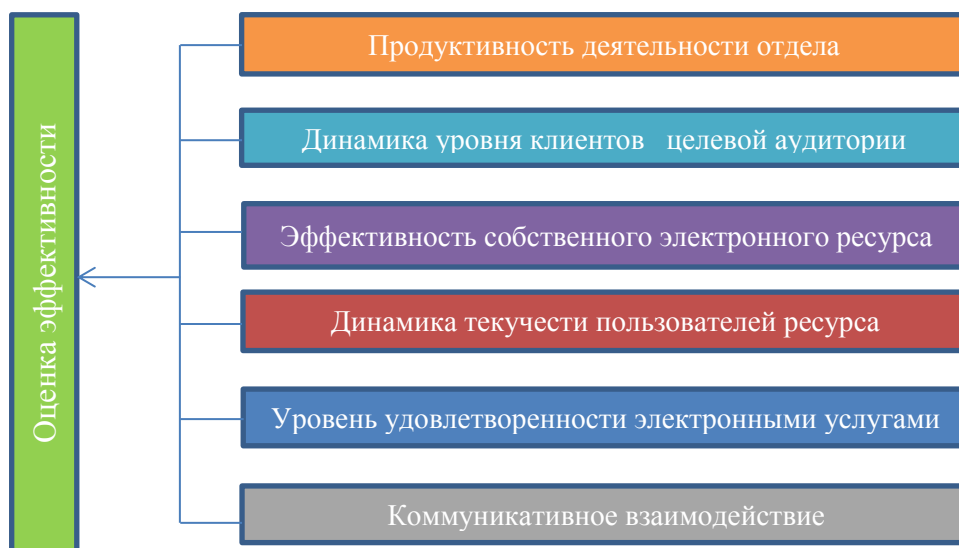 Оценка эффективности
Продуктивность деятельности отдела
Динамика уровня клиентов целевой аудитории
Эффективность собственного электронного ресурса
Динамика текучести пользователей ресурса
Уровень удовлетворенности электронными услугами
Коммуникативное взаимодействие